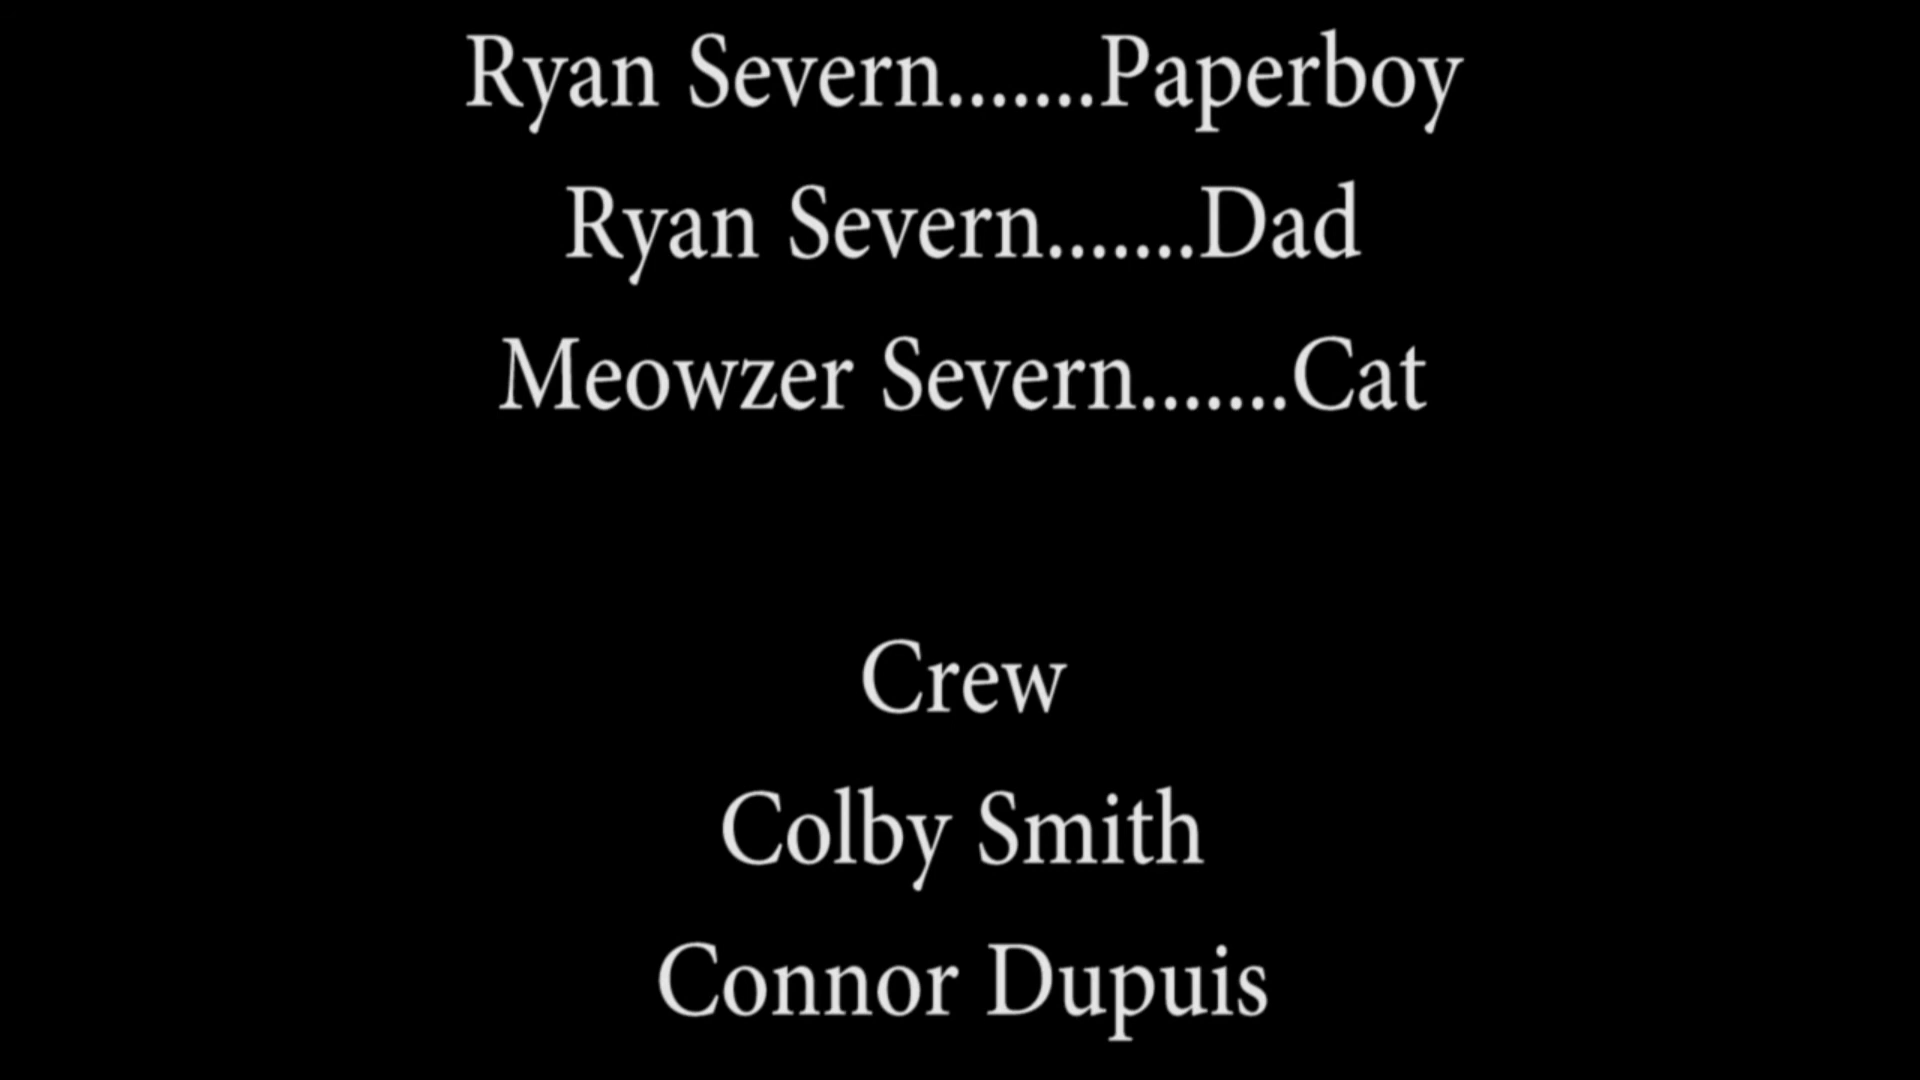 Ryan Severn.......Paperboy
Ryan Severn.......Dad
Meowzer Severn.......Cat
Crew
Colby Smith
Connor Dupuis